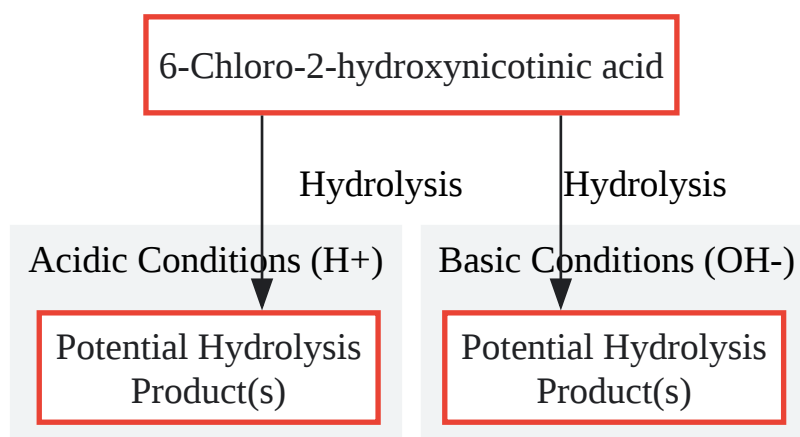 6-Chloro-2-hydroxynicotinic acid
Hydrolysis
Hydrolysis
Acidic Conditions (H+)
Basic Conditions (OH-)
Potential Hydrolysis
Product(s)
Potential Hydrolysis
Product(s)